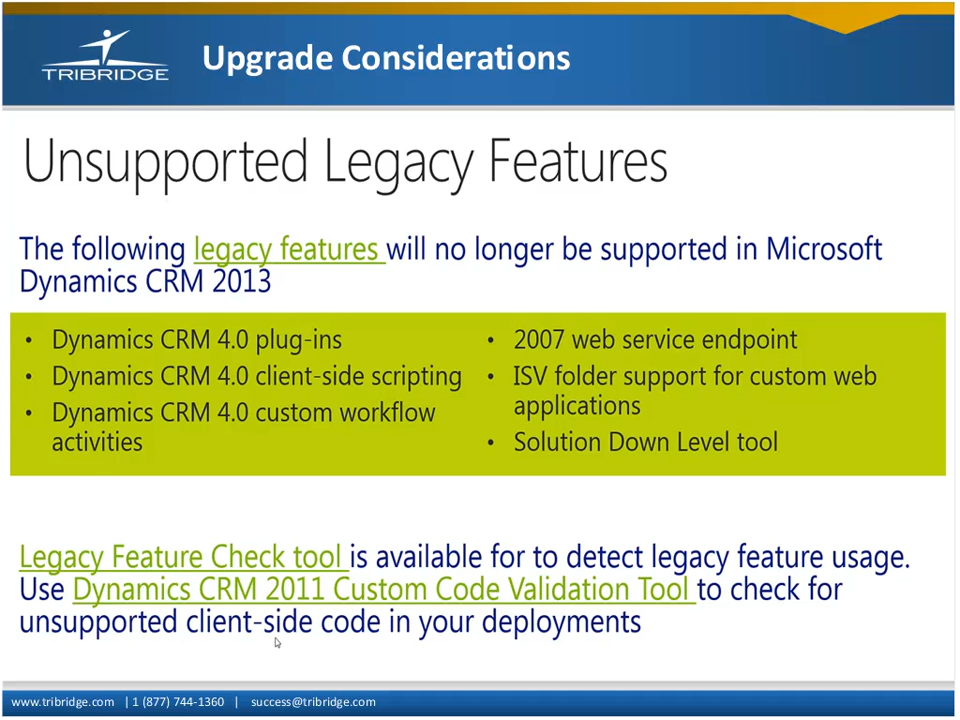 TRIBRIDGE
Upgrade Considerations
Unsupported Legacy Features
The following legacy features will no longer be supported in Microsoft
Dynamics CRM 2013
• Dynamics CRM 4.0 plug-ins
• Dynamics CRM 4.0 client-side scripting
• Dynamics CRM 4.0 custom workflow
activities
• 2007 web service endpoint
• ISV folder support for custom web
applications
• Solution Down Level tool
Legacy Feature Check tool is available for to detect legacy feature usage.
Use Dynamics CRM 2011 Custom Code Validation Tool to check for
unsupported client-side code in your deployments
www.tribridge.com | 1 (877) 744-1360 | success@tribridge.com